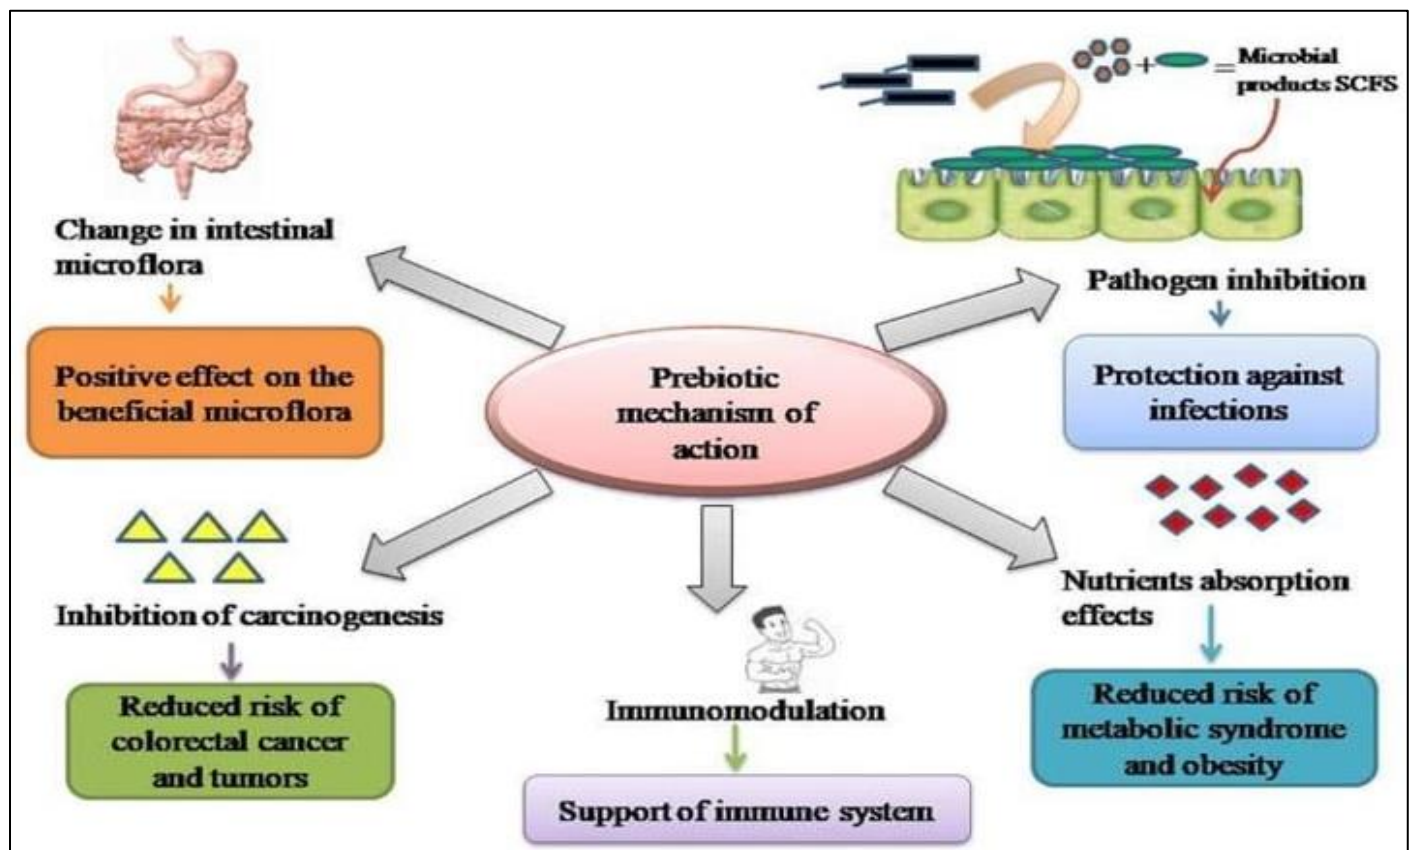 Microbial
products SCFS
+
=
Change in intestinal
microflora
Pathogen inhibition
Positive effect on the
beneficial microflora
Prebiotic
mechanism of
action
Protection against
infections
Inhibition of carcinogenesis
Nutrients absorption
effects
Reduced risk of
colorectal cancer
and tumors
Immunomodulation
Reduced risk of
metabolic syndrome
and obesity
Support of immune system